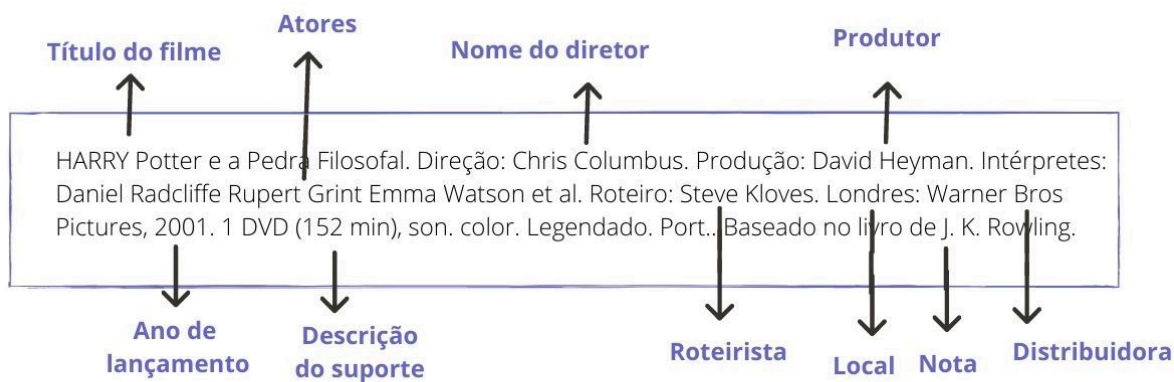 Atores
Título do filme
Nome do diretor
Produtor
HARRY Potter e a Pedra Filosofal. Direção: Chris Columbus. Produção: David Heyman. Intérpretes:
Daniel Radcliffe Rupert Grint Emma Watson et al. Roteiro: Steve Kloves. Londres: Warner Bros
Pictures, 2001. 1 DVD (152 min), son. color. Legendado. Port.. Baseado no livro de J. K. Rowling.
Ano de
lançamento
Descrição
do suporte
Roteirista
Local
Nota
Distribuidora